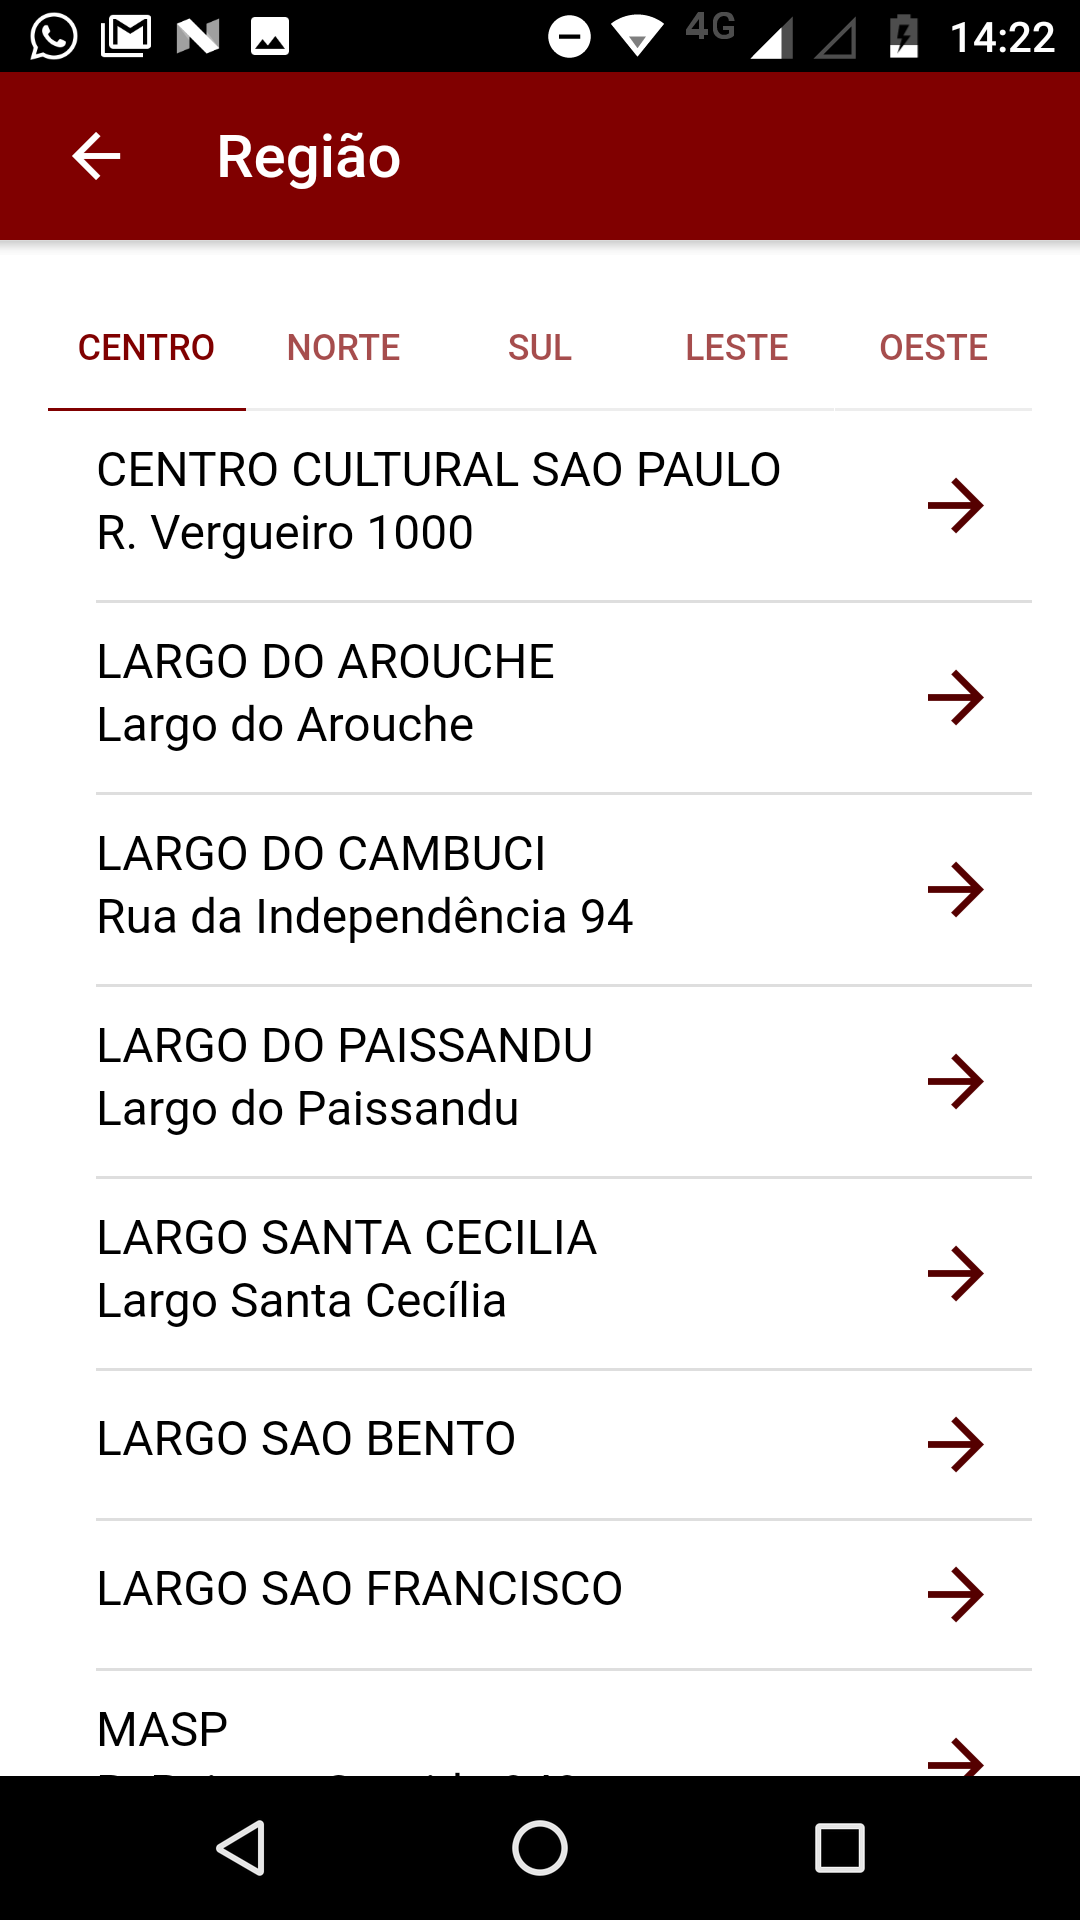 4G 14:22
Região
CENTRO NORTE SUL LESTE OESTE
CENTRO CULTURAL SAO PAULO
R. Vergueiro 1000
LARGO DO AROUCHE
Largo do Arouche
LARGO DO CAMBUCI
Rua da Independência 94
LARGO DO PAISSANDU
Largo do Paissandu
LARGO SANTA CECILIA
Largo Santa Cecília
LARGO SAO BENTO
LARGO SAO FRANCISCO
MASP